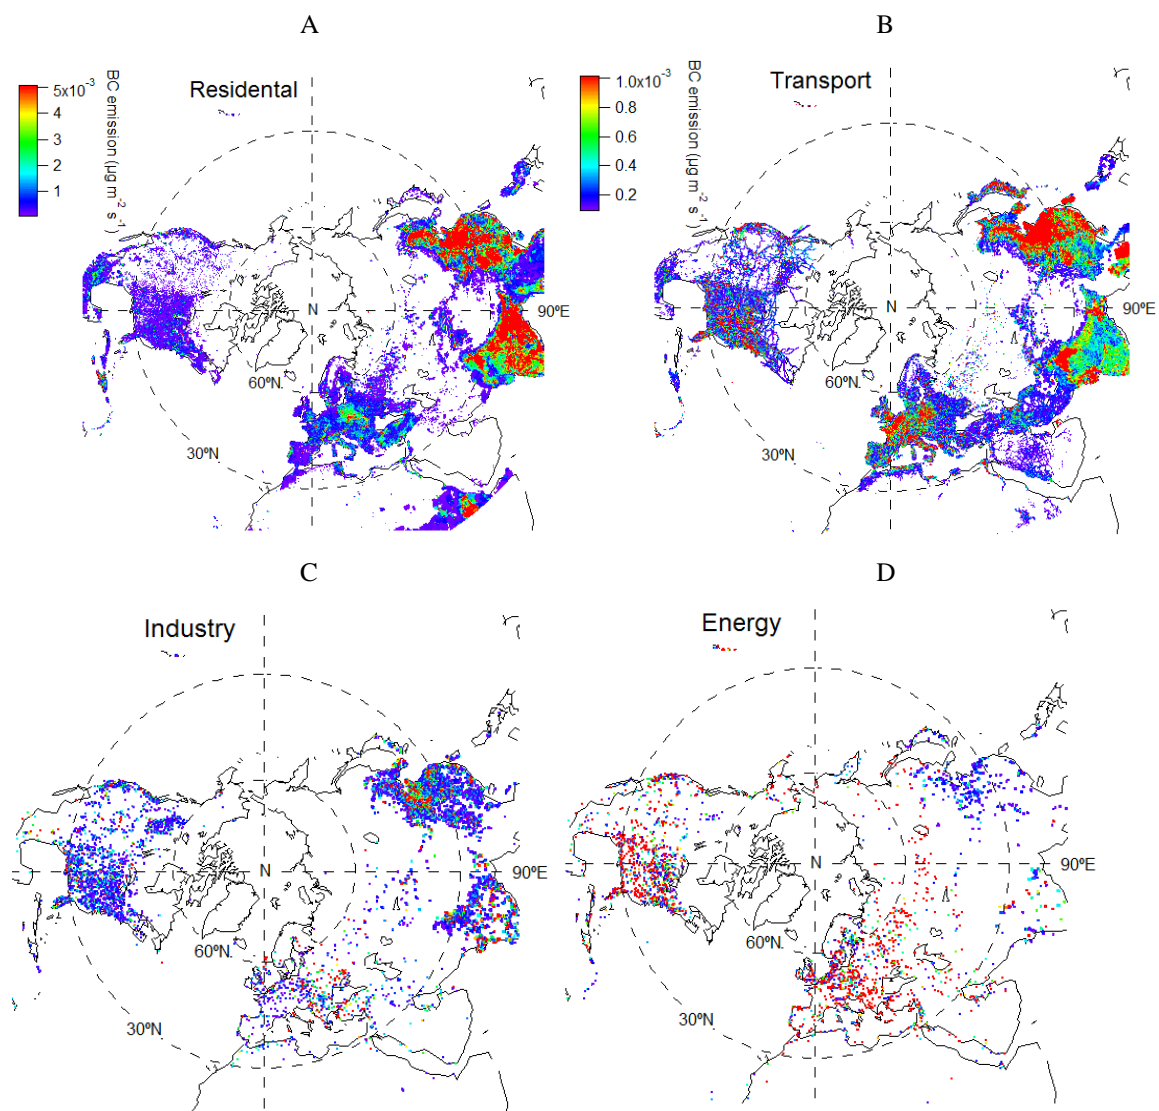 A
B
Residental
5x10⁻³
4
3
2
1
BC emission (µg m⁻² s⁻¹)
N
90ºE
60ºN.
30ºN
Transport
1.0x10⁻³
0.8
0.6
0.4
0.2
BC emission (µg m⁻² s⁻¹)
N
90ºE
60ºN.
30ºN
C
D
Industry
N
90ºE
60ºN.
30ºN
Energy
N
90ºE
60ºN.
30ºN